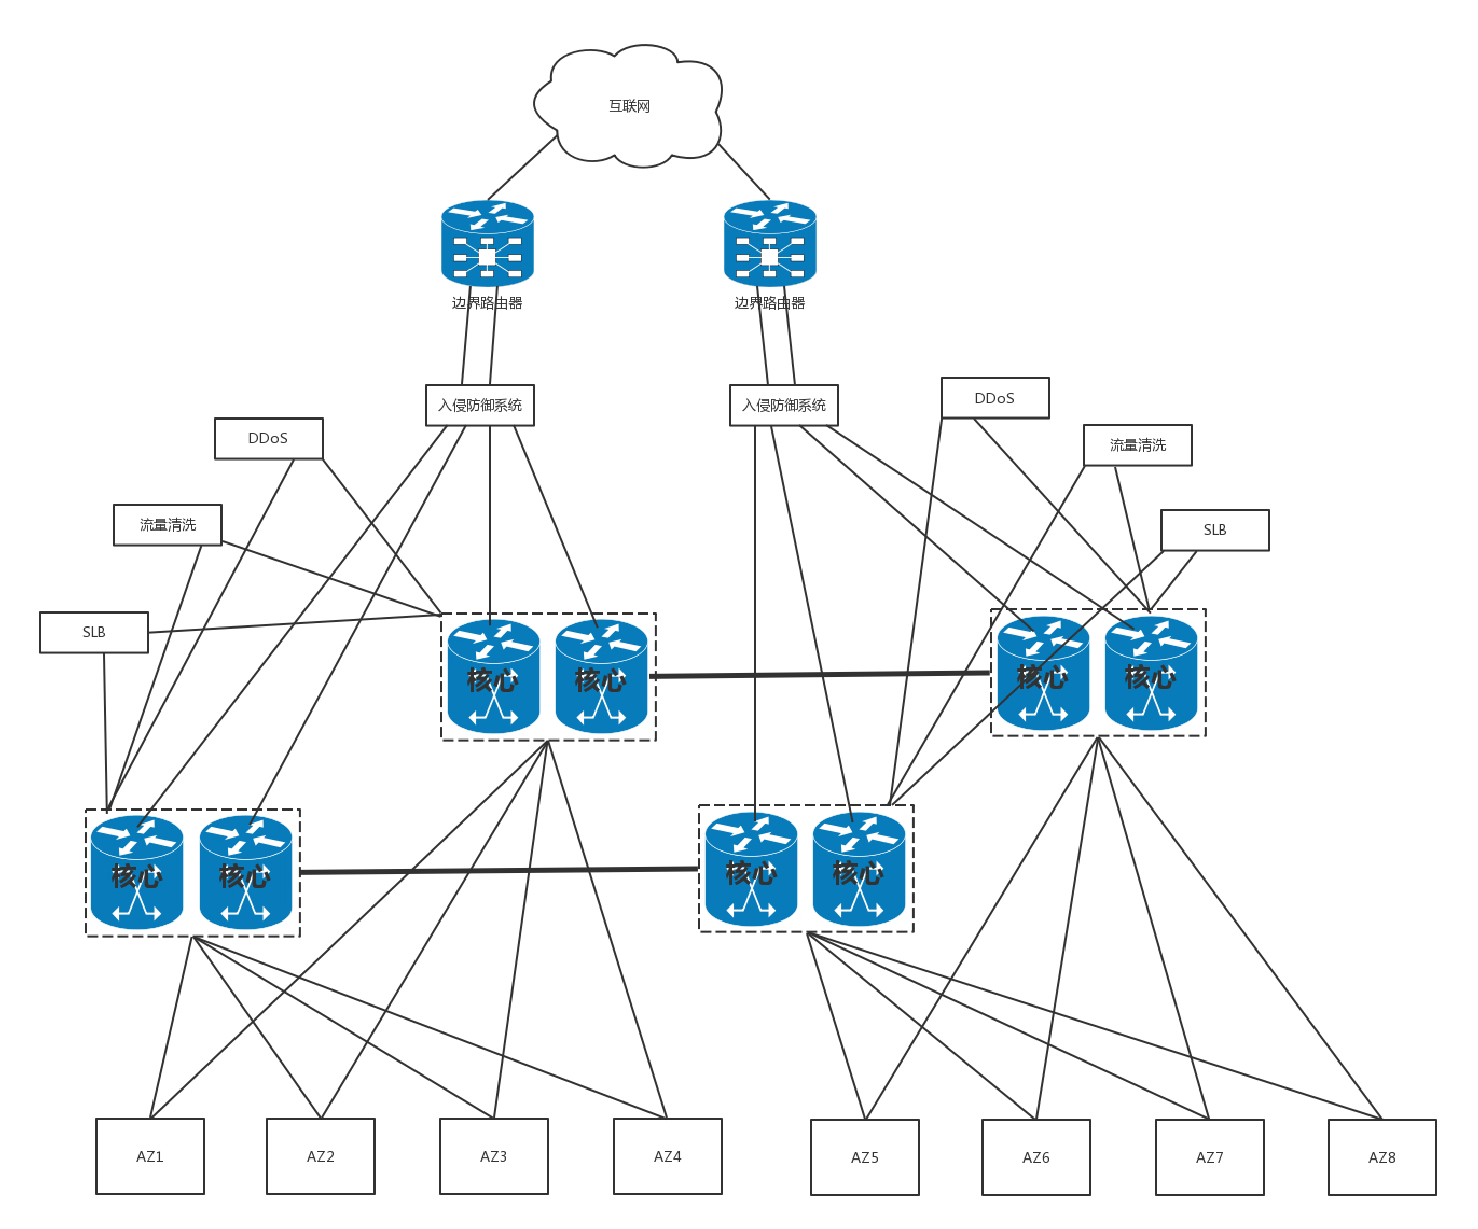 互联网
边界路由器
边界路由器
入侵防御系统
入侵防御系统
DDoS
DDoS
流量清洗
流量清洗
SLB
SLB
核心
核心
核心
核心
核心
核心
核心
核心
AZ1
AZ2
AZ3
AZ4
AZ5
AZ6
AZ7
AZ8